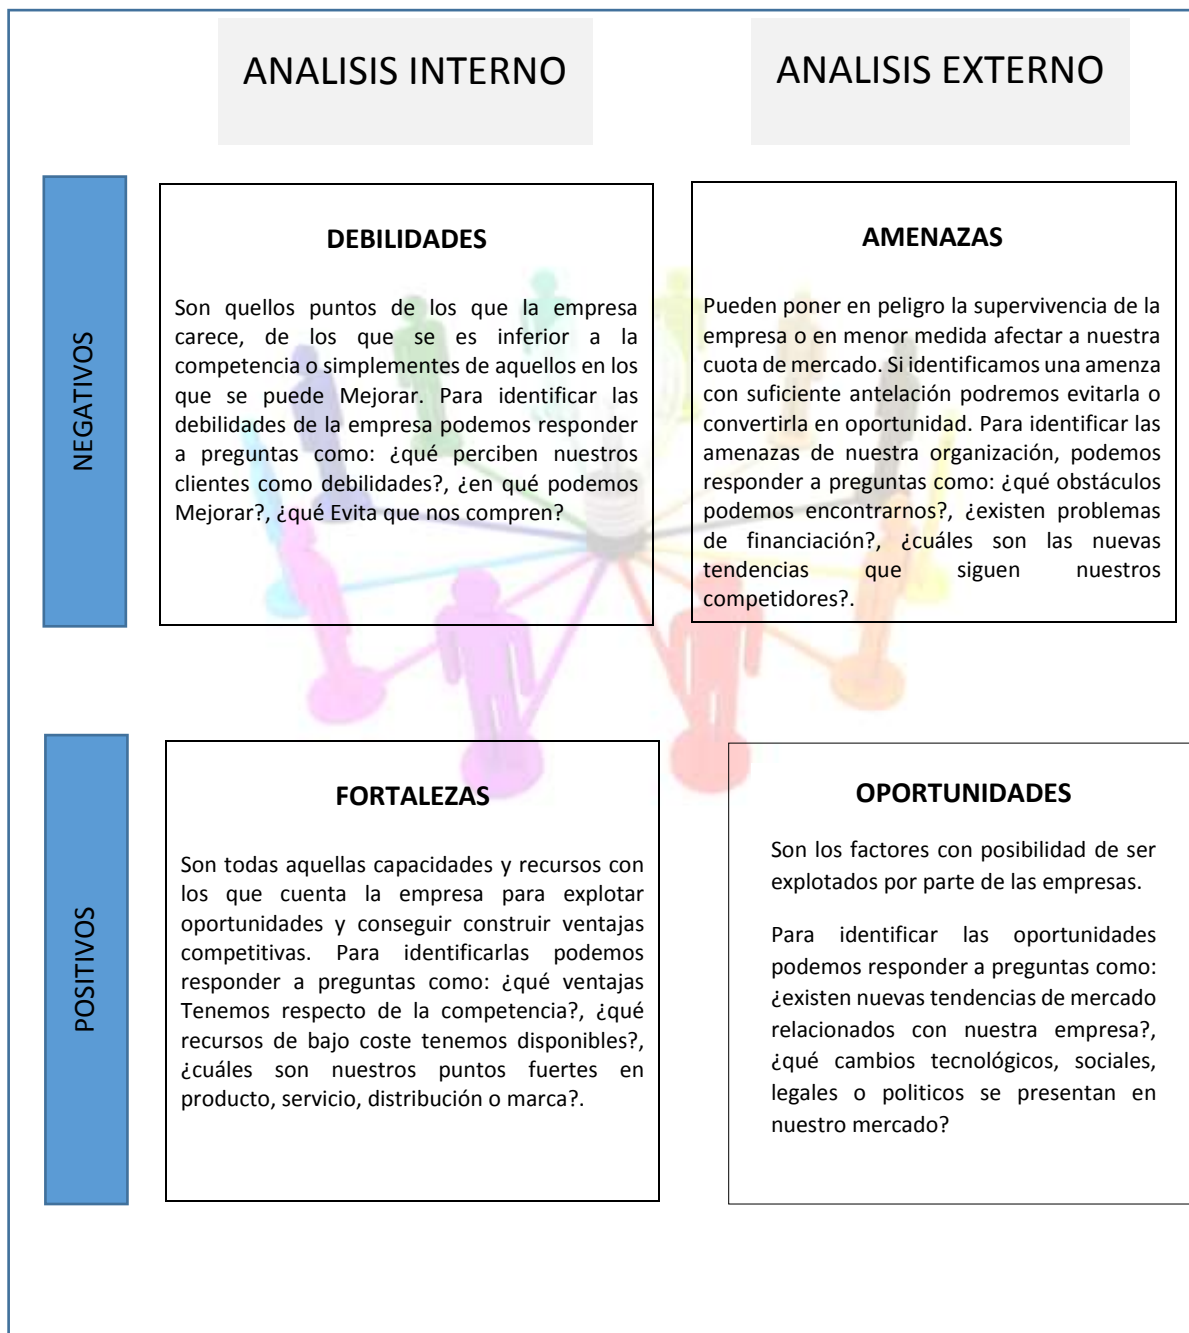 ANALISIS INTERNO
ANALISIS EXTERNO
NEGATIVOS
DEBILIDADES
Son quellos puntos de los que la empresa
carece, de los que se es inferior a la
competencia o simplementes de aquellos en los
que se puede Mejorar. Para identificar las
debilidades de la empresa podemos responder
a preguntas como: ¿qué perciben nuestros
clientes como debilidades?, ¿en qué podemos
Mejorar?, ¿qué Evita que nos compren?
AMENAZAS
Pueden poner en peligro la supervivencia de la
empresa o en menor medida afectar a nuestra
cuota de mercado. Si identificamos una amenza
con suficiente antelación podremos evitarla o
convertirla en oportunidad. Para identificar las
amenazas de nuestra organización, podemos
responder a preguntas como: ¿qué obstáculos
podemos encontrarnos?, ¿existen problemas
de financiación?, ¿cuáles son las nuevas
tendencias que siguen nuestros
competidores?.
POSITIVOS
FORTALEZAS
Son todas aquellas capacidades y recursos con
los que cuenta la empresa para explotar
oportunidades y conseguir construir ventajas
competitivas. Para identificarlas podemos
responder a preguntas como: ¿qué ventajas
Tenemos respecto de la competencia?, ¿qué
recursos de bajo coste tenemos disponibles?,
¿cuáles son nuestros puntos fuertes en
producto, servicio, distribución o marca?.
OPORTUNIDADES
Son los factores con posibilidad de ser
explotados por parte de las empresas.
Para identificar las oportunidades
podemos responder a preguntas como:
¿existen nuevas tendencias de mercado
relacionados con nuestra empresa?,
¿qué cambios tecnológicos, sociales,
legales o politicos se presentan en
nuestro mercado?